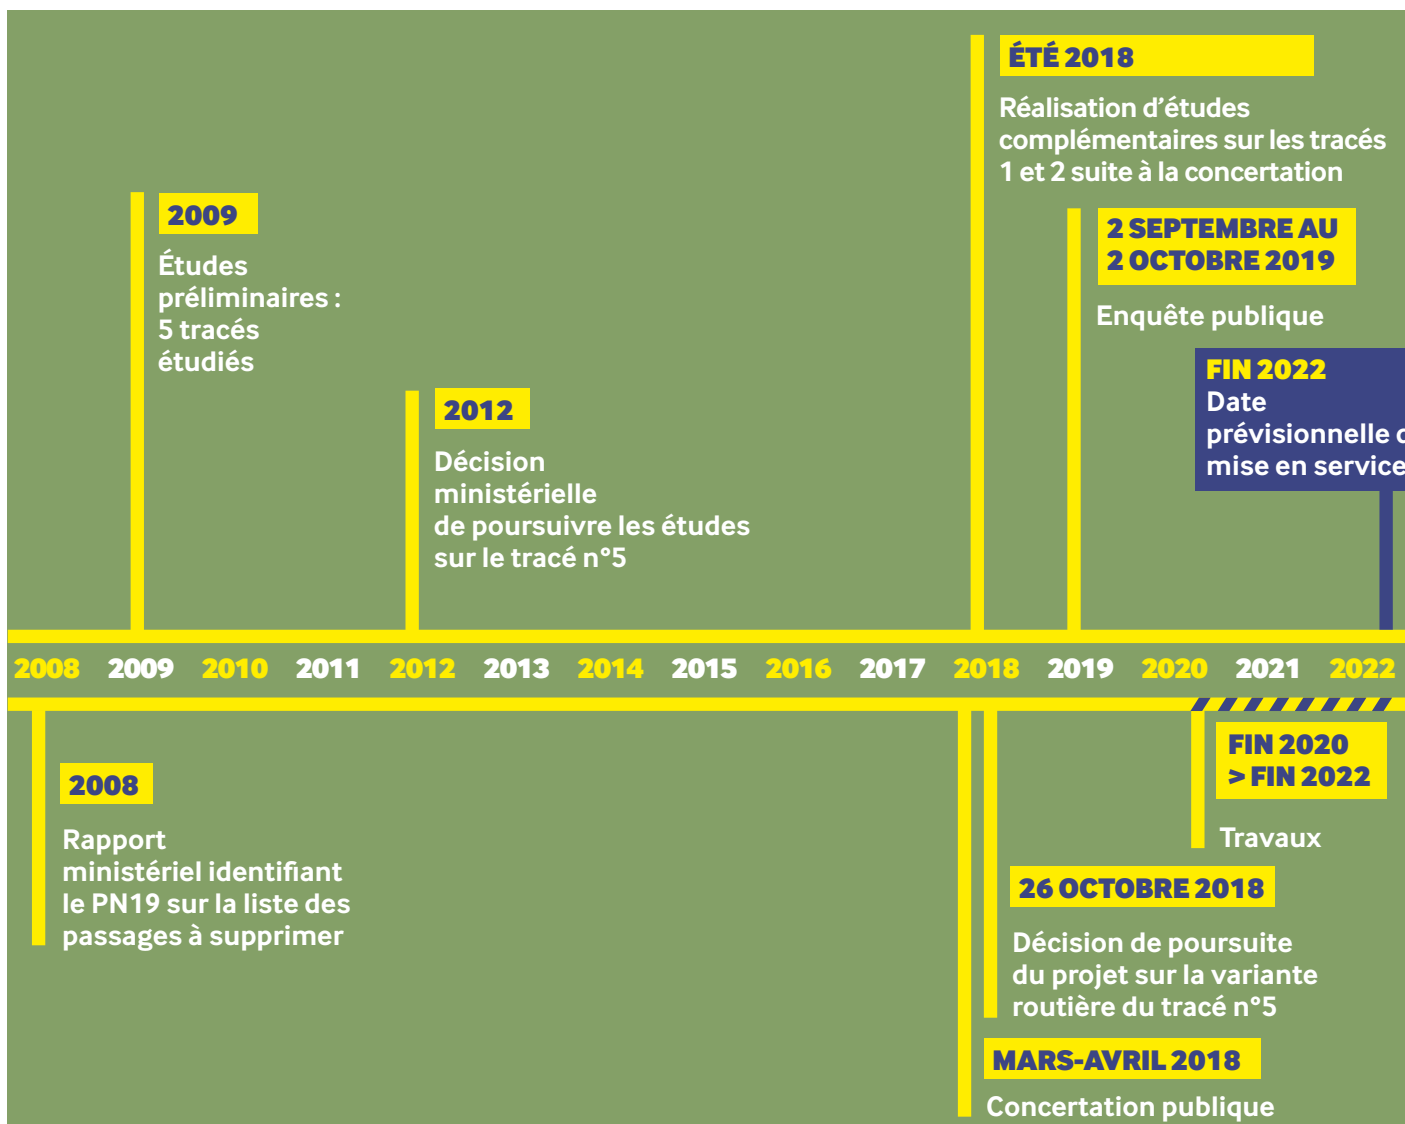 ÉTÉ 2018
Réalisation d'études
complémentaires sur les tracés
1 et 2 suite à la concertation
2009
Études
préliminaires :
5 tracés
étudiés
2 SEPTEMBRE AU
2 OCTOBRE 2019
Enquête publique
FIN 2022
Date
prévisionnelle
mise en service
2012
Décision
ministérielle
de poursuivre les études
sur le tracé n°5
2008 2009 2010 2011 2012 2013 2014 2015 2016 2017 2018 2019 2020 2021 2022
2008
Rapport
ministériel identifiant
le PN19 sur la liste des
passages à supprimer
FIN 2020
> FIN 2022
Travaux
26 OCTOBRE 2018
Décision de poursuite
du projet sur la variante
routière du tracé n°5
MARS-AVRIL 2018
Concertation publique